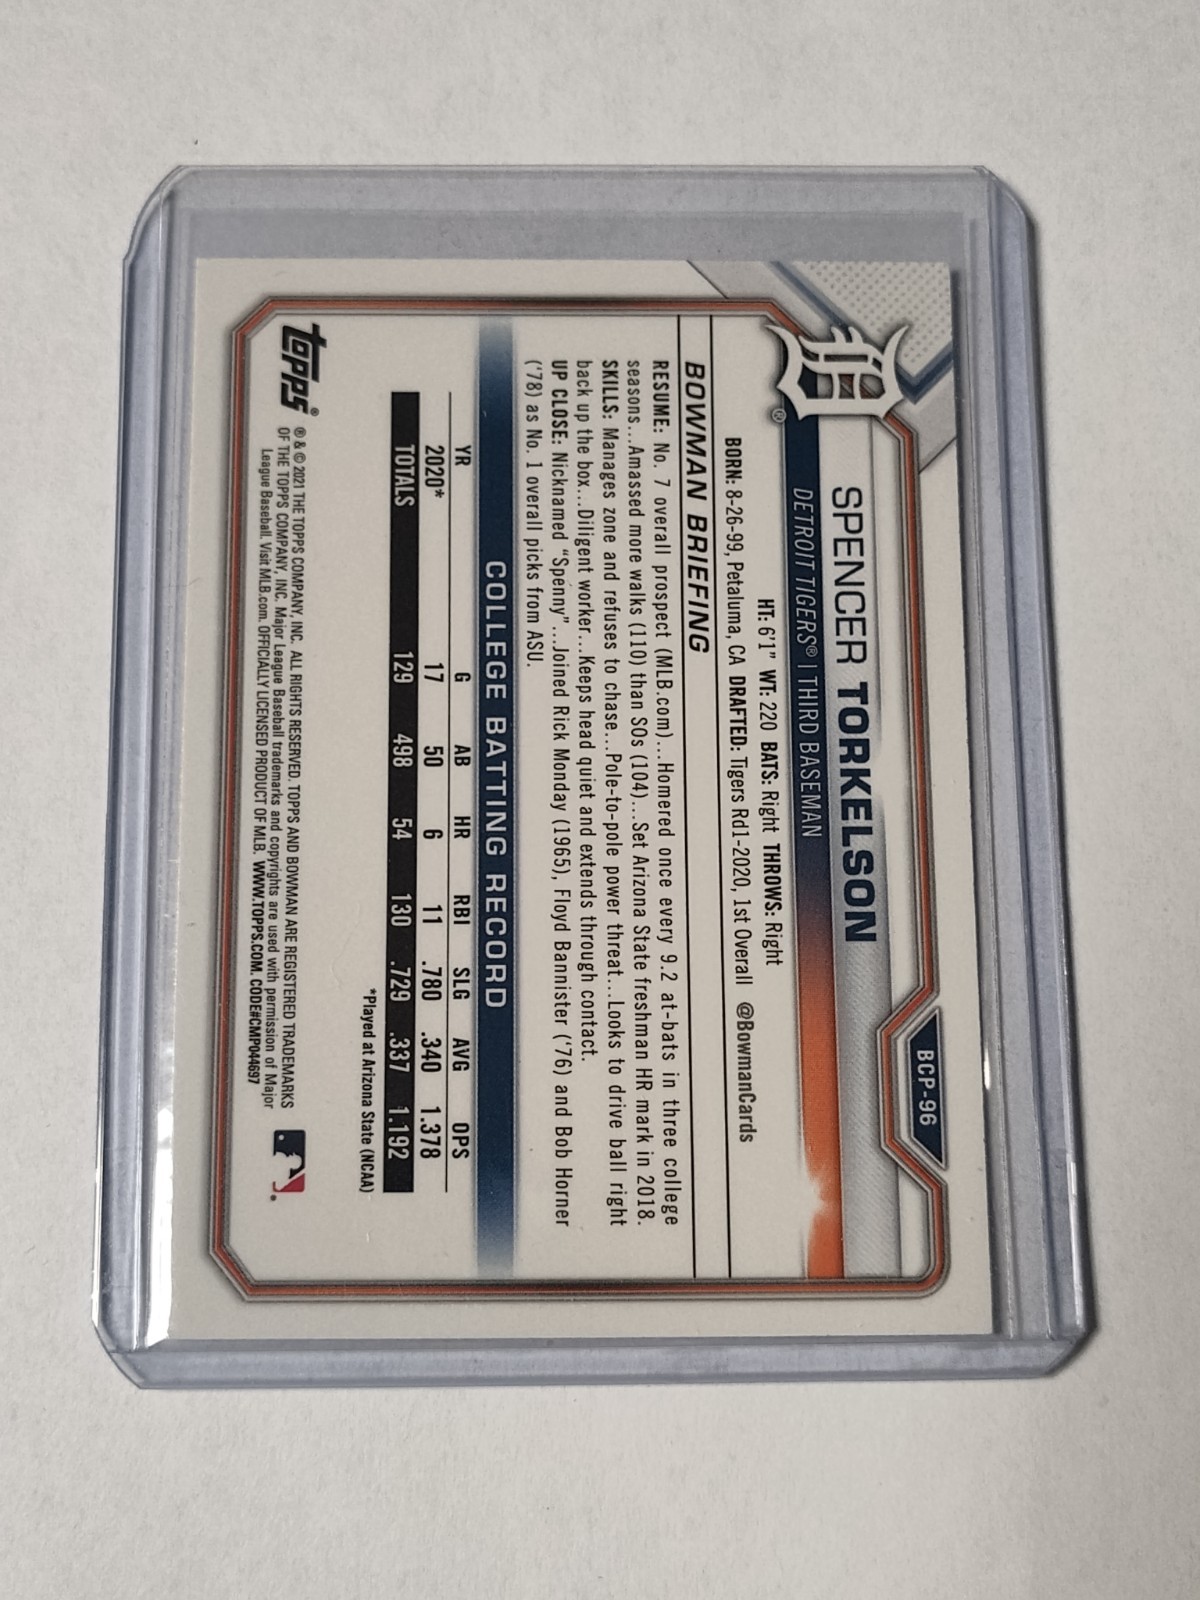 BCP-96
SPENCER TORKELSON
DETROIT TIGERS® | THIRD BASEMAN
HT: 6'1" WT: 220 BATS: Right THROWS: Right
BORN: 8-26-99, Petaluma, CA DRAFTED: Tigers Rd1-2020, 1st Overall @BowmanCards
BOWMAN BRIEFING
RESUME: No. 7 overall prospect (MLB.com)...Homered once every 9.2 at-bats in three college
seasons...Amassed more walks (110) than SOs (104)...Set Arizona State freshman HR mark in 2018.
SKILLS: Manages zone and refuses to chase...Pole-to-pole power threat...Looks to drive ball right
back up the box...Diligent worker...Keeps head quiet and extends through contact.
UP CLOSE: Nicknamed "Spenny"...Joined Rick Monday (1965), Floyd Bannister ('76) and Bob Horner
('78) as No. 1 overall picks from ASU.
COLLEGE BATTING RECORD
YR G AB HR RBI SLG AVG OPS
2020* 17 50 6 11 .780 .340 1.378
TOTALS 129 498 54 130 .729 .337 1.192
*Played at Arizona State (NCAA)
topps®
® & © 2021 THE TOPPS COMPANY, INC. ALL RIGHTS RESERVED. TOPPS AND BOWMAN ARE REGISTERED TRADEMARKS
OF THE TOPPS COMPANY, INC. Major League Baseball trademarks and copyrights are used with permission of Major
League Baseball. Visit MLB.com. OFFICIALLY LICENSED PRODUCT OF MLB. WWW.TOPPS.COM. CODE#CMP044697